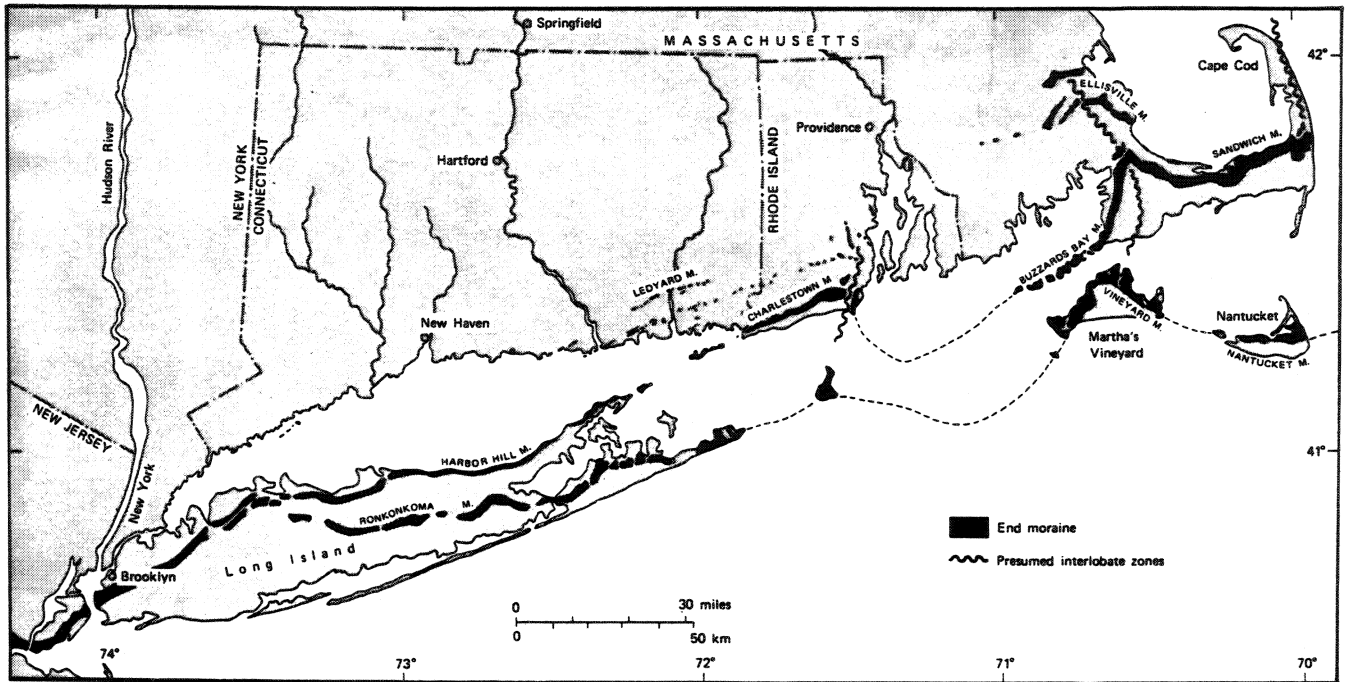 Springfield
MASSACHUSETTS
42°
Cape Cod
ELLISVILLE M.
Hudson River
NEW YORK
CONNECTICUT
Hartford
RHODE ISLAND
Providence
SANDWICH M.
BUZZARDS BAY M.
LEDYARD M.
CHARLESTOWN M
VINEYARD M.
New Haven
Nantucket
Martha's
Vineyard
NANTUCKET M.
NEW JERSEY
New York
HARBOR HILL M.
41°
RONKONKOMA M.
Long Island
End moraine
Presumed interlobate zones
Brooklyn
0 30 miles
0 50 km
74° 73° 72° 71° 70°